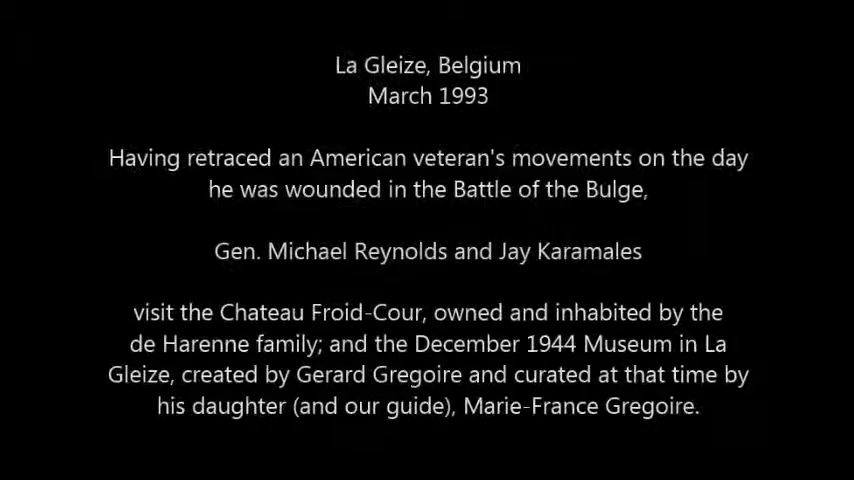 La Gleize, Belgium
March 1993
Having retraced an American veteran's movements on the day
he was wounded in the Battle of the Bulge,
Gen. Michael Reynolds and Jay Karamales
visit the Chateau Froid-Cour, owned and inhabited by the
de Harenne family; and the December 1944 Museum in La
Gleize, created by Gerard Gregoire and curated at that time by
his daughter (and our guide), Marie-France Gregoire.